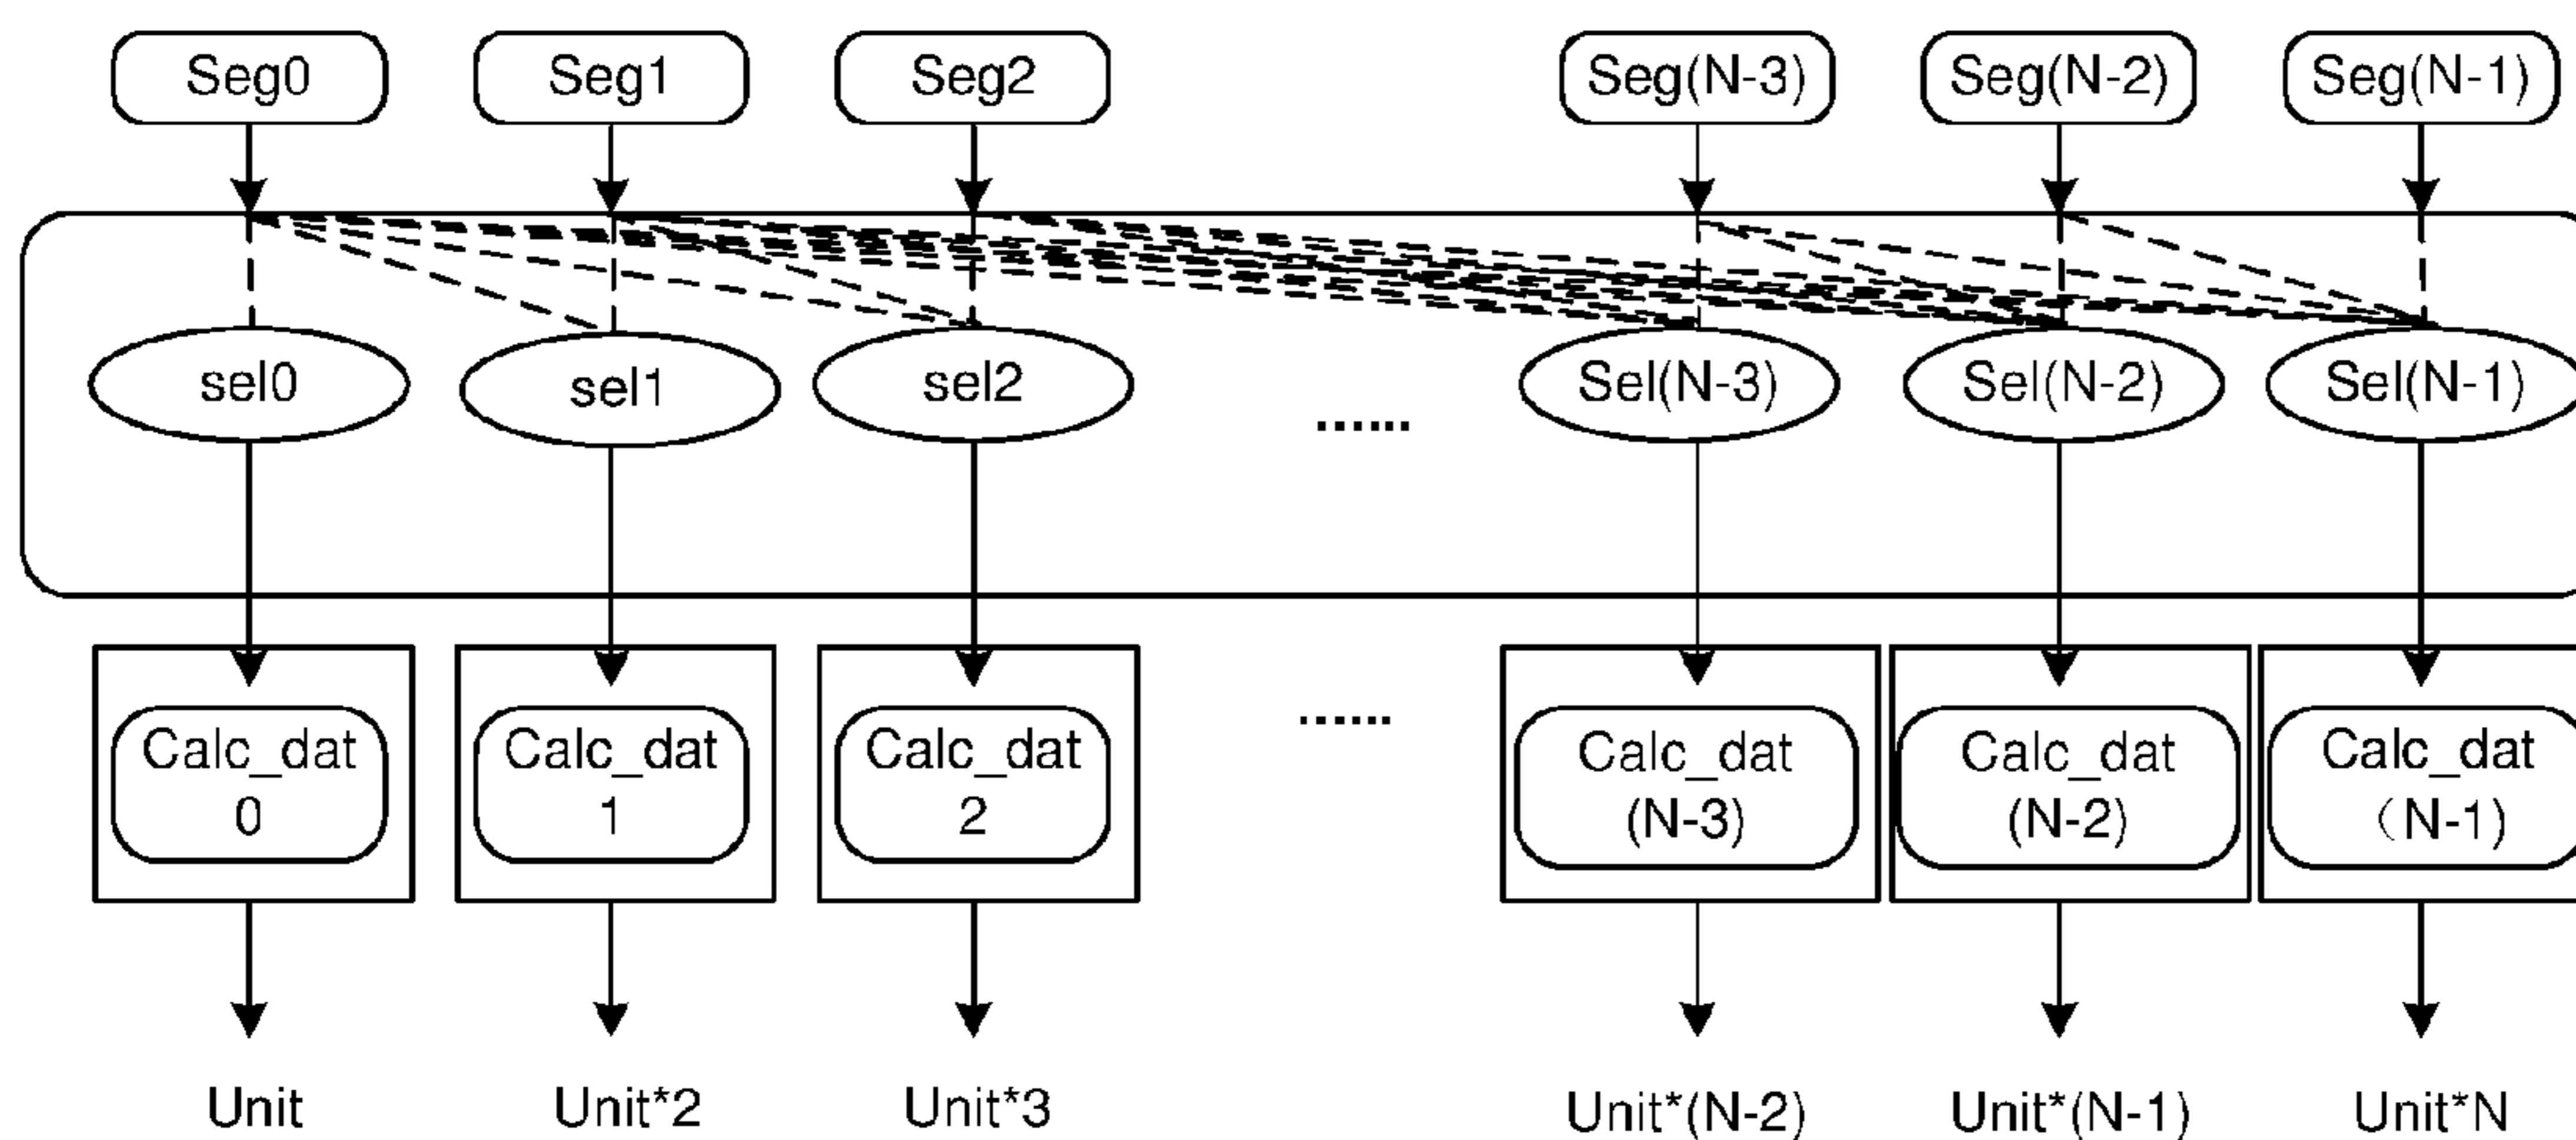 Seg0 Seg1 Seg2 Seg(N-3) Seg(N-2) Seg(N-1)
sel0 sel1 sel2 ...... Sel(N-3) Sel(N-2) Sel(N-1)
Calc_dat Calc_dat Calc_dat ...... Calc_dat Calc_dat Calc_dat
0 1 2 (N-3) (N-2) （N-1)
Unit Unit*2 Unit*3 Unit*(N-2) Unit*(N-1) Unit*N